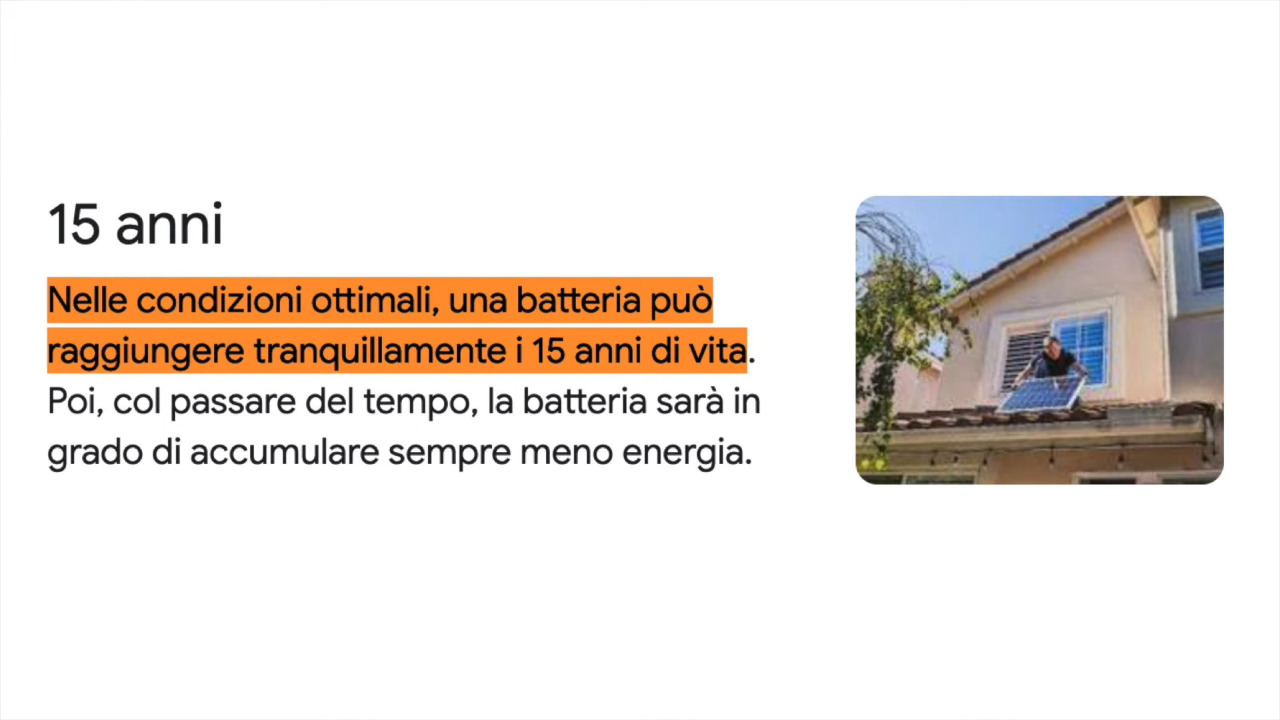 15 anni
Nelle condizioni ottimali, una batteria può
raggiungere tranquillamente i 15 anni di vita.
Poi, col passare del tempo, la batteria sarà in
grado di accumulare sempre meno energia.